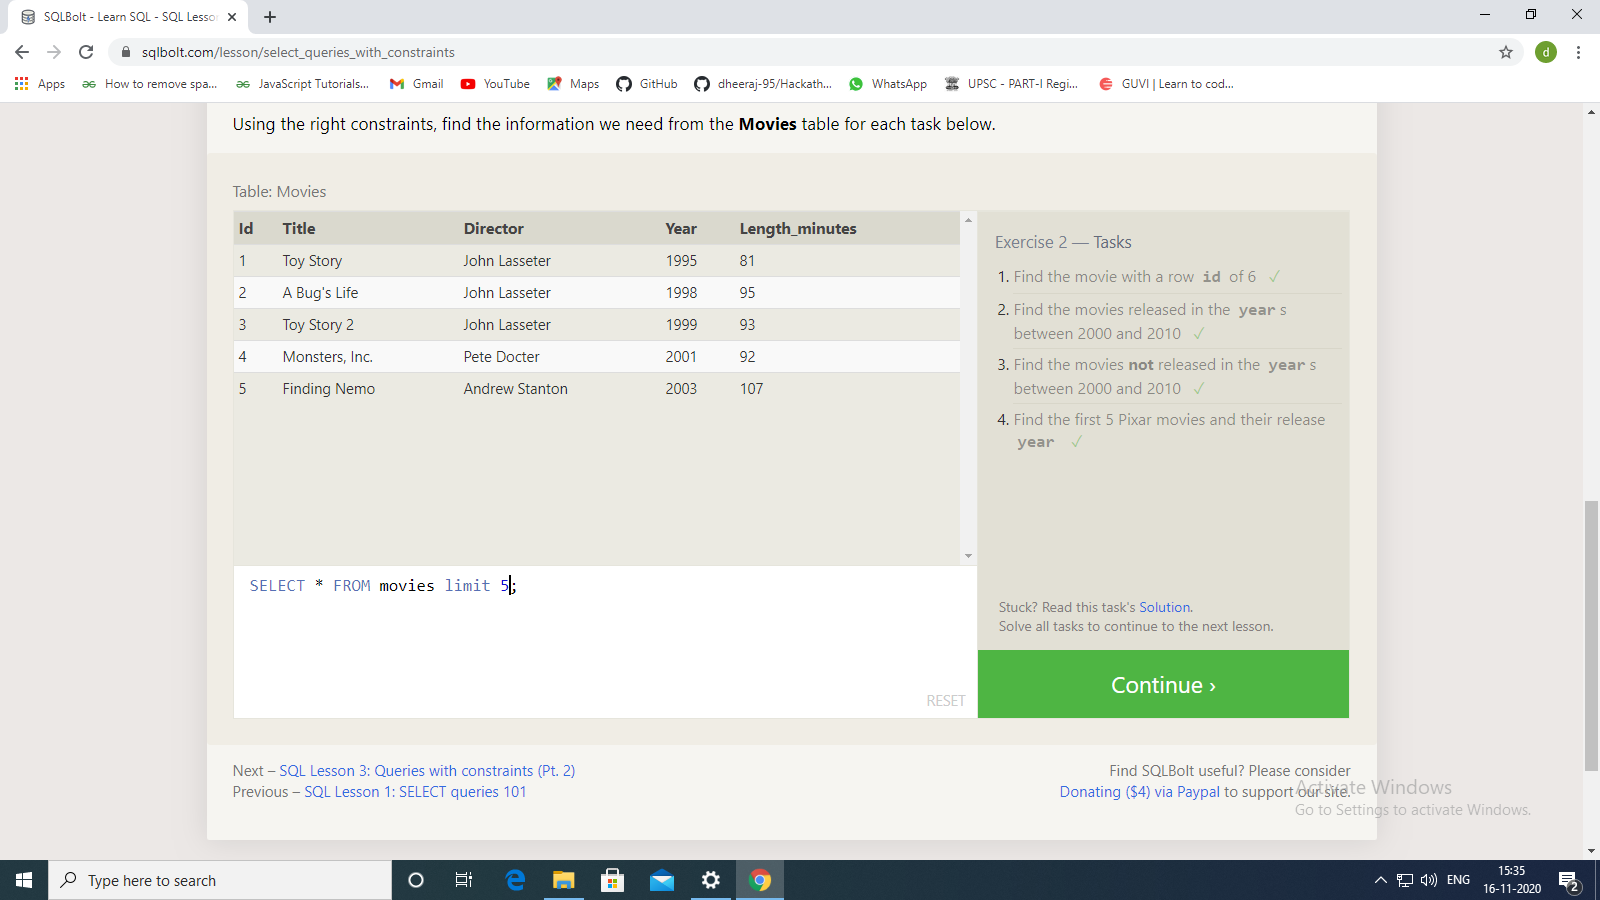 SQLBolt - Learn SQL - SQL Lesson
sqlbolt.com/lesson/select_queries_with_constraints
d
Apps
How to remove spa...
JavaScript Tutorials...
Gmail
YouTube
Maps
GitHub
dheeraj-95/Hackath...
WhatsApp
UPSC - PART-I Regi...
GUVI | Learn to cod...
Using the right constraints, find the information we need from the Movies table for each task below.
Table: Movies
Id Title Director Year Length_minutes
1 Toy Story John Lasseter 1995 81
2 A Bug's Life John Lasseter 1998 95
3 Toy Story 2 John Lasseter 1999 93
4 Monsters, Inc. Pete Docter 2001 92
5 Finding Nemo Andrew Stanton 2003 107
SELECT * FROM movies limit 5;
RESET
Exercise 2 — Tasks
1. Find the movie with a row id of 6 ✓
2. Find the movies released in the year s
between 2000 and 2010 ✓
3. Find the movies not released in the year s
between 2000 and 2010 ✓
4. Find the first 5 Pixar movies and their release
year ✓
Stuck? Read this task's Solution.
Solve all tasks to continue to the next lesson.
Continue ›
Next – SQL Lesson 3: Queries with constraints (Pt. 2)
Previous – SQL Lesson 1: SELECT queries 101
Find SQLBolt useful? Please consider
Donating ($4) via Paypal to support our site.
Activate Windows
Go to Settings to activate Windows.
Type here to search
ENG
15:35
16-11-2020
2